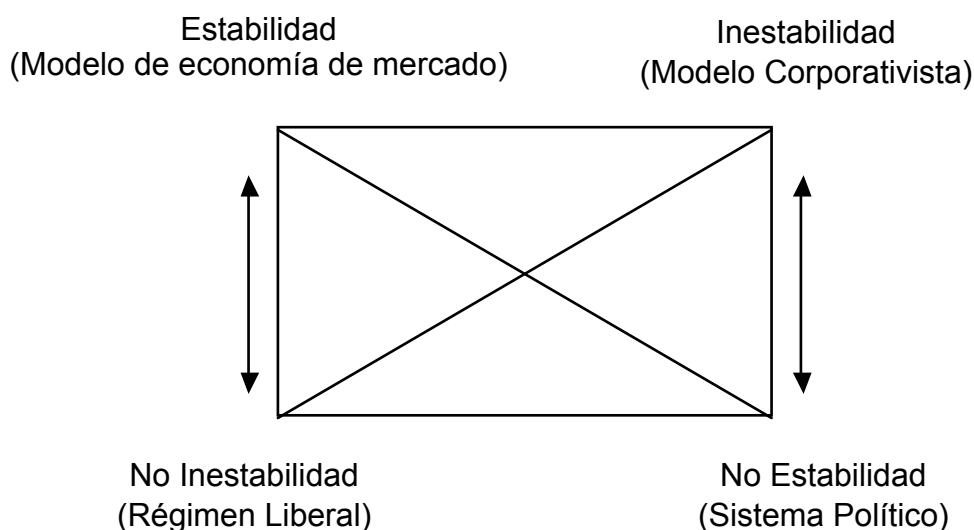 Estabilidad
(Modelo de economía de mercado)
Inestabilidad
(Modelo Corporativista)
No Inestabilidad
(Régimen Liberal)
No Estabilidad
(Sistema Político)